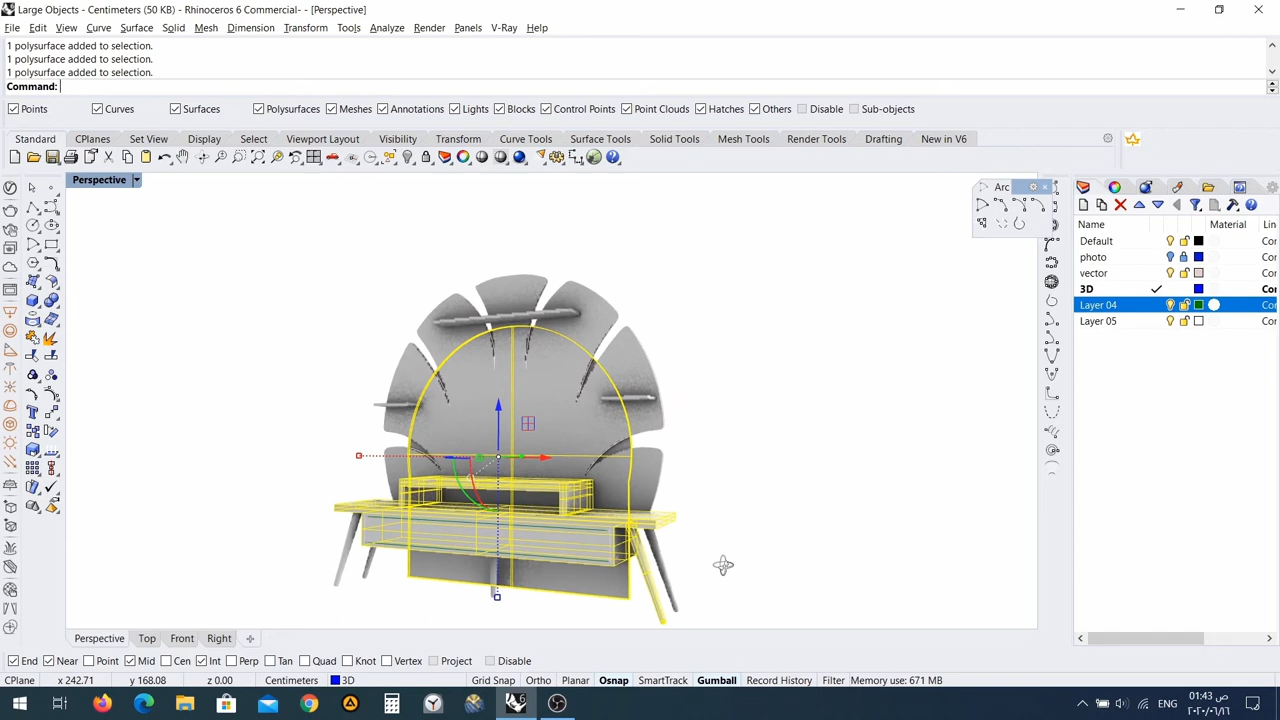 Large Objects - Centimeters (50 KB) - Rhinoceros 6 Commercial- - [Perspective]
File Edit View Curve Surface Solid Mesh Dimension Transform Tools Analyze Render Panels V-Ray Help
1 polysurface added to selection.
1 polysurface added to selection.
1 polysurface added to selection.
Command:
Points Curves Surfaces Polysurfaces Meshes Annotations Lights Blocks Control Points Point Clouds Hatches Others Disable Sub-objects
Standard CPlanes Set View Display Select Viewport Layout Visibility Transform Curve Tools Surface Tools Solid Tools Mesh Tools Render Tools Drafting New in V6
Perspective
Arc
Name Material Lin
Default Cor
photo Cor
vector Cor
3D Con
Layer 04 Cor
Layer 05 Cor
Perspective Top Front Right
End Near Point Mid Cen Int Perp Tan Quad Knot Vertex Project Disable
CPlane x 242.71 y 168.08 z 0.00 Centimeters 3D Grid Snap Ortho Planar Osnap SmartTrack Gumball Record History Filter Memory use: 671 MB
ENG 01:43 ص